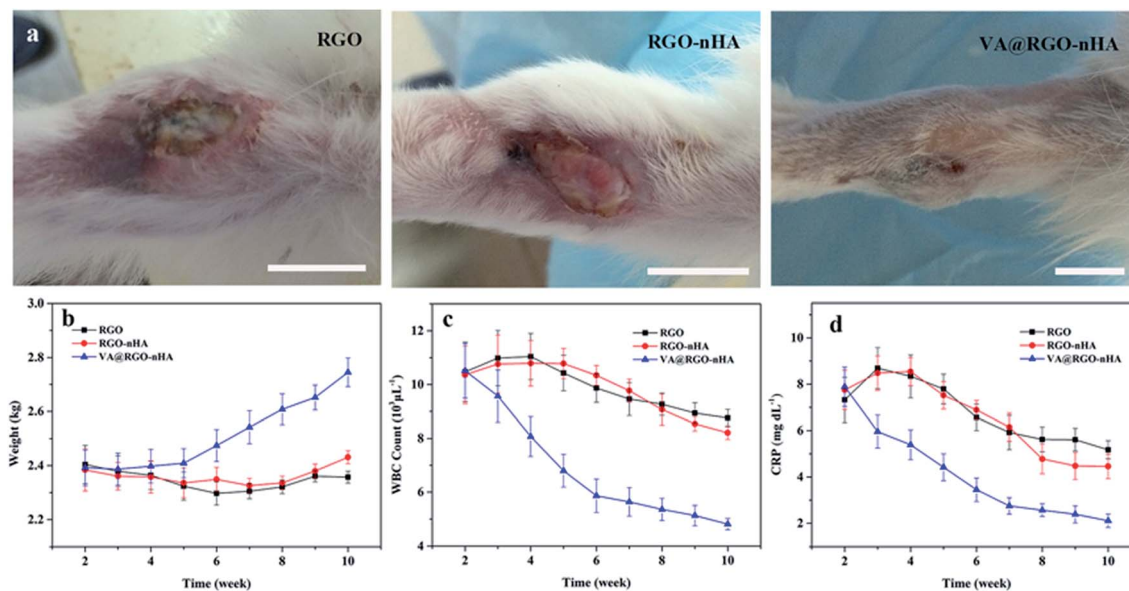 a
RGO
RGO-nHA
VA@RGO-nHA
b
RGO
RGO-nHA
VA@RGO-nHA
3.0
2.8
2.6
2.4
2.2
Weight (kg)
2
4
6
8
10
Time (week)
c
RGO
RGO-nHA
VA@RGO-nHA
12
10
8
6
4
WBC Count (10³μL⁻¹)
2
4
6
8
10
Time (week)
d
RGO
RGO-nHA
VA@RGO-nHA
8
6
4
2
CRP (mg dL⁻¹)
2
4
6
8
10
Time (week)